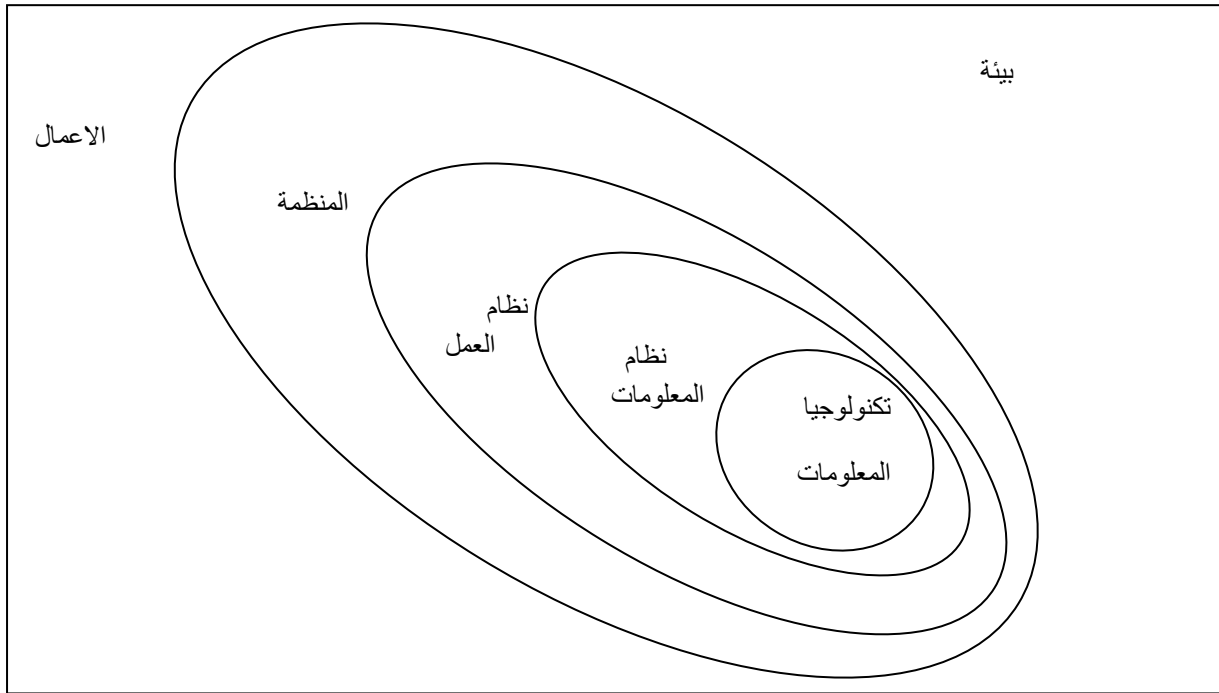 بيئة
الاعمال
المنظمة
نظام
العمل
نظام
المعلومات
تكنولوجيا
المعلومات